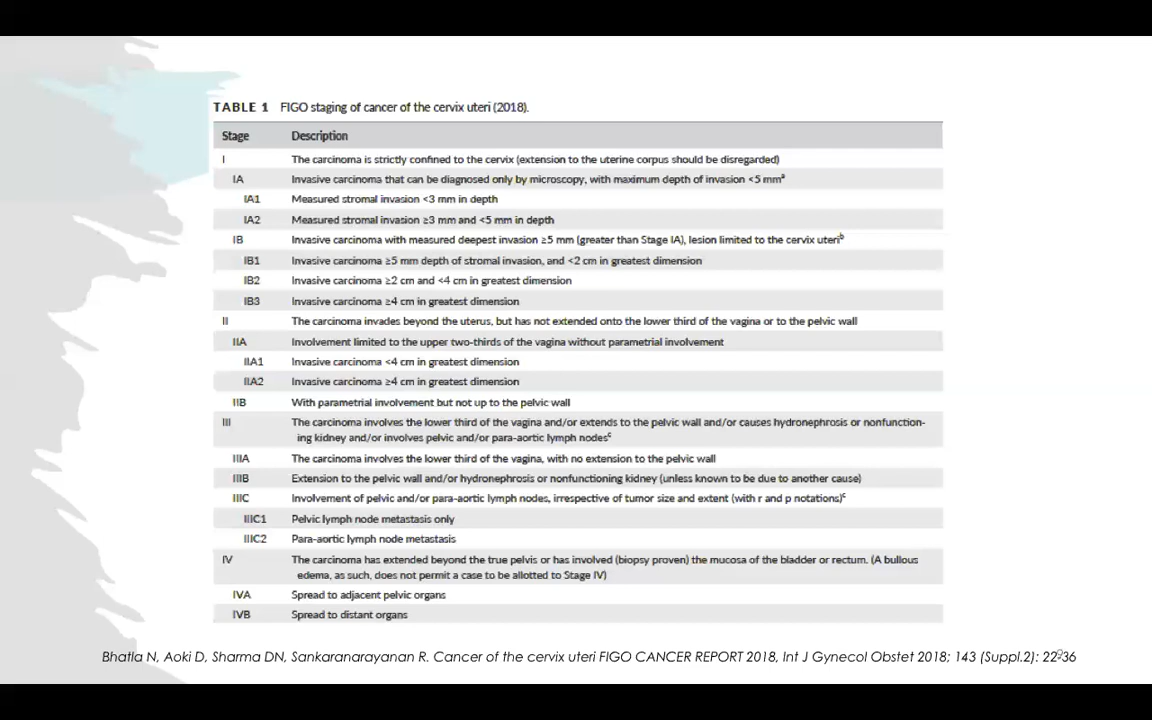 TABLE 1 FIGO staging of cancer of the cervix uteri (2018).
Stage Description
I The carcinoma is strictly confined to the cervix (extension to the uterine corpus should be disregarded)
IA Invasive carcinoma that can be diagnosed only by microscopy, with maximum depth of invasion <5 mmᵃ
IA1 Measured stromal invasion <3 mm in depth
IA2 Measured stromal invasion ≥3 mm and <5 mm in depth
IB Invasive carcinoma with measured deepest invasion ≥5 mm (greater than Stage IA), lesion limited to the cervix uteriᵇ
IB1 Invasive carcinoma ≥5 mm depth of stromal invasion, and <2 cm in greatest dimension
IB2 Invasive carcinoma ≥2 cm and <4 cm in greatest dimension
IB3 Invasive carcinoma ≥4 cm in greatest dimension
II The carcinoma invades beyond the uterus, but has not extended onto the lower third of the vagina or to the pelvic wall
IIA Involvement limited to the upper two-thirds of the vagina without parametrial involvement
IIA1 Invasive carcinoma <4 cm in greatest dimension
IIA2 Invasive carcinoma ≥4 cm in greatest dimension
IIB With parametrial involvement but not up to the pelvic wall
III The carcinoma involves the lower third of the vagina and/or extends to the pelvic wall and/or causes hydronephrosis or nonfunction-
ing kidney and/or involves pelvic and/or para-aortic lymph nodesᶜ
IIIA The carcinoma involves the lower third of the vagina, with no extension to the pelvic wall
IIIB Extension to the pelvic wall and/or hydronephrosis or nonfunctioning kidney (unless known to be due to another cause)
IIIC Involvement of pelvic and/or para-aortic lymph nodes, irrespective of tumor size and extent (with r and p notations)ᶜ
IIIC1 Pelvic lymph node metastasis only
IIIC2 Para-aortic lymph node metastasis
IV The carcinoma has extended beyond the true pelvis or has involved (biopsy proven) the mucosa of the bladder or rectum. (A bullous
edema, as such, does not permit a case to be allotted to Stage IV)
IVA Spread to adjacent pelvic organs
IVB Spread to distant organs
Bhatla N, Aoki D, Sharma DN, Sankaranarayanan R. Cancer of the cervix uteri FIGO CANCER REPORT 2018, Int J Gynecol Obstet 2018; 143 (Suppl.2): 22-36